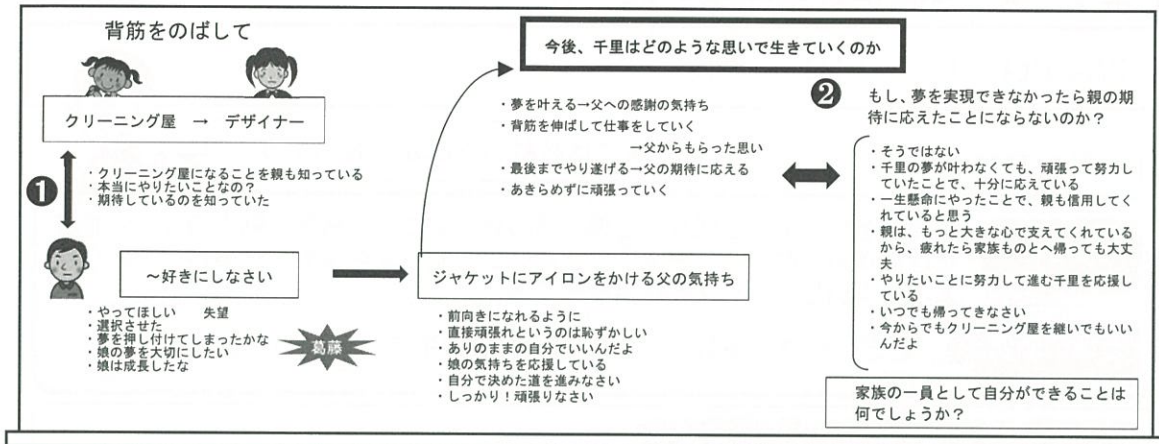 背筋をのばして
クリーニング屋 → デザイナー
❶
・クリーニング屋になることを親も知っている
・本当にやりたいことなの?
・期待しているのを知っていた
～好きにしなさい
・やってほしい 失望
・選択させた
・夢を押し付けてしまったかな
・娘の夢を大切にしたい
・娘は成長したな
葛藤
ジャケットにアイロンをかける父の気持ち
・前向きになれるように
・直接頑張れというのは恥ずかしい
・ありのままの自分でいいんだよ
・娘の気持ちを応援している
・自分で決めた道を進みなさい
・しっかり!頑張りなさい
今後、千里はどのような思いで生きていくのか
・夢を叶える→父への感謝の気持ち
・背筋を伸ばして仕事をしていく
→父からもらった思い
・最後までやり遂げる→父の期待に応える
・あきらめずに頑張っていく
❷
もし、夢を実現できなかったら親の期
待に応えたことにならないのか?
・そうではない
・千里の夢が叶わなくても、頑張って努力し
ていたことで、十分に応えている
・一生懸命にやったことで、親も信用してく
れていると思う
・親は、もっと大きな心で支えてくれている
から、疲れたら家族ものとへ帰っても大丈
夫
・やりたいことに努力して進む千里を応援し
ている
・いつでも帰ってきなさい
・今からでもクリーニング屋を継いでもいい
んだよ
家族の一員として自分ができることは
何でしょうか?